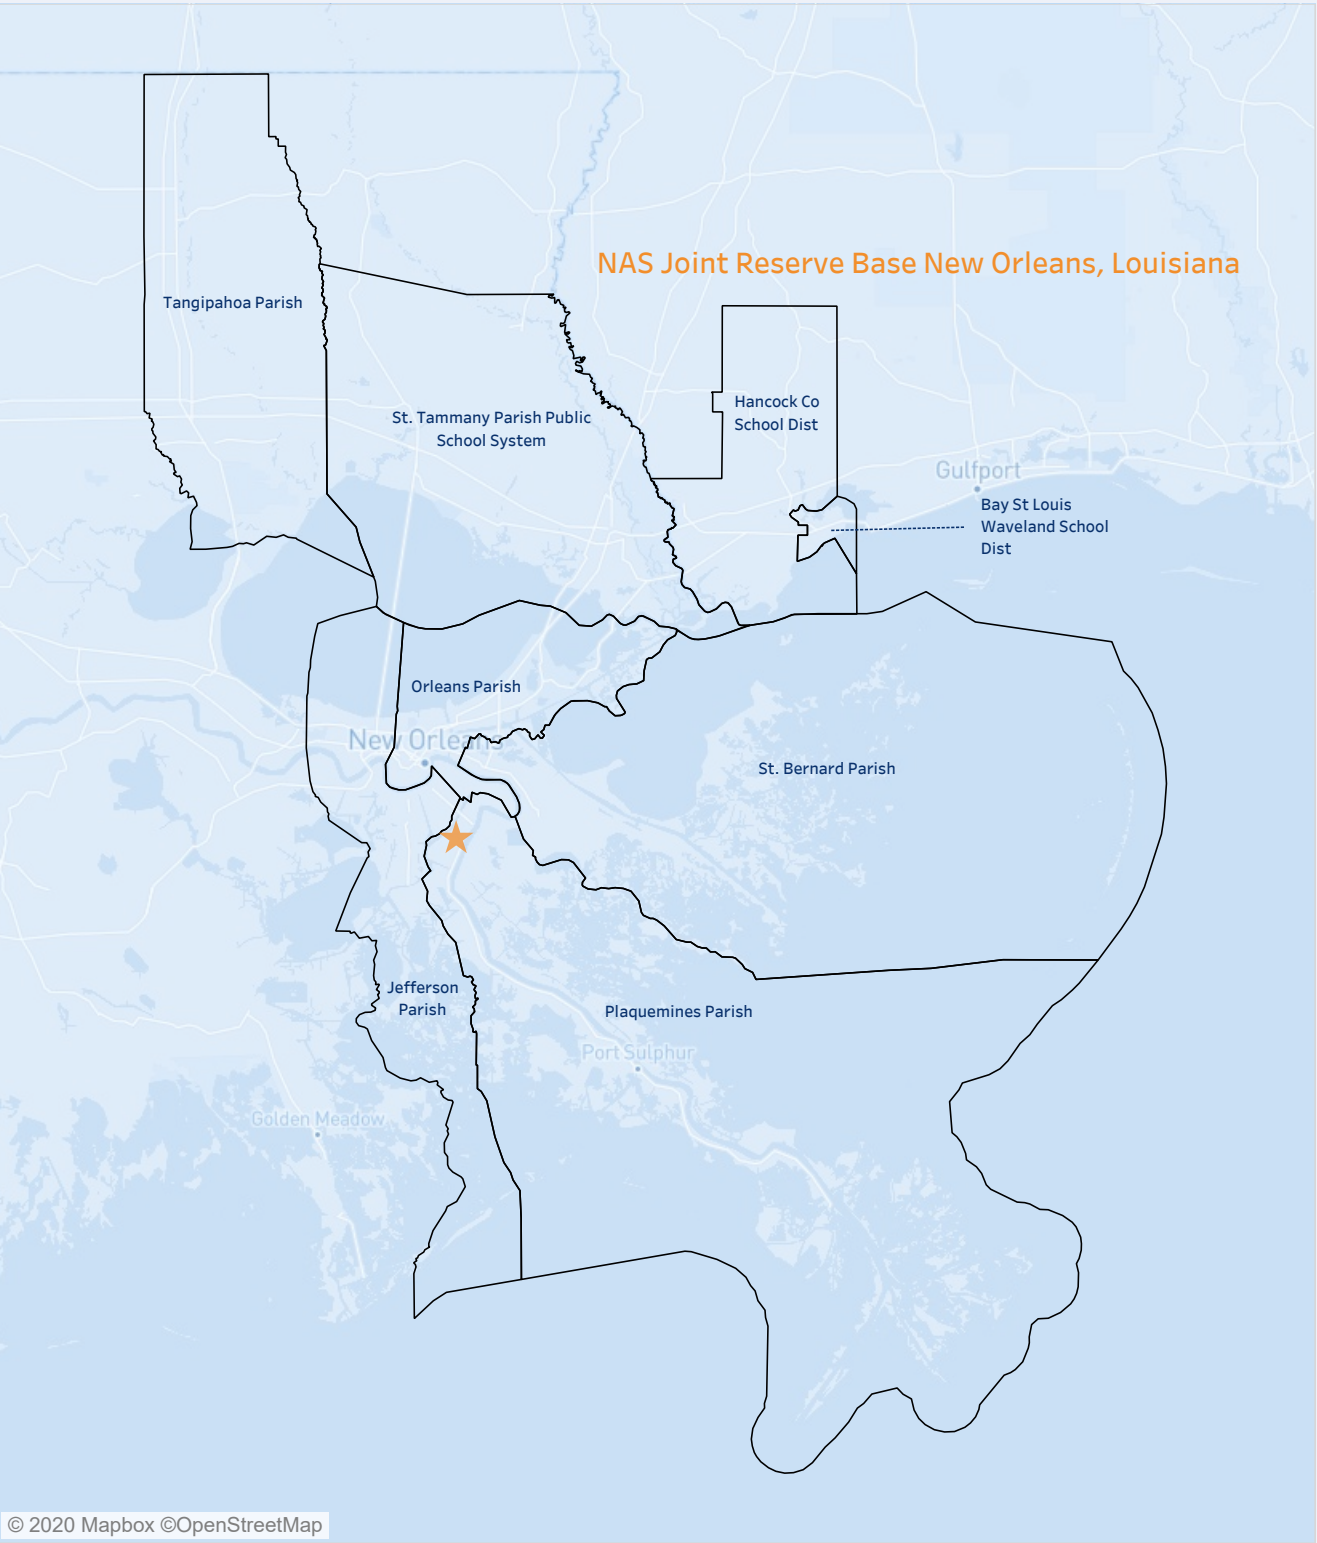 NAS Joint Reserve Base New Orleans, Louisiana
Tangipahoa Parish
St. Tammany Parish Public
School System
Hancock Co
School Dist
Gulfport
Bay St Louis
Waveland School
Dist
Orleans Parish
New Orleans
St. Bernard Parish
Jefferson
Parish
Plaquemines Parish
Port Sulphur
Golden Meadow
© 2020 Mapbox ©OpenStreetMap